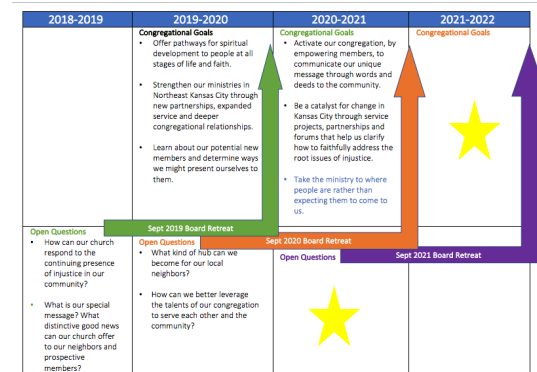 2018-2019
2019-2020
2020-2021
2021-2022
Congregational Goals
• Offer pathways for spiritual
development to people at all
stages of life and faith.
• Strengthen our ministries in
Northeast Kansas City through
new partnerships, expanded
service and deeper
congregational relationships.
• Learn about our potential new
members and determine ways
we might present ourselves to
them.
Congregational Goals
• Activate our congregation, by
empowering members, to
communicate our unique
message through words and
deeds to the community.
• Be a catalyst for change in
Kansas City through service
projects, partnerships and
forums that help us clarify
how to faithfully address the
root issues of injustice.
• Take the ministry to where
people are rather than
expecting them to come to
us.
Congregational Goals
Sept 2019 Board Retreat
Sept 2020 Board Retreat
Sept 2021 Board Retreat
Open Questions
• How can our church
respond to the
continuing presence
of injustice in our
community?
• What is our special
message? What
distinctive good news
can our church offer
to our neighbors and
prospective
members?
Open Questions
• What kind of hub can we
become for our local
neighbors?
• How can we better leverage
the talents of our congregation
to serve each other and the
community?
Open Questions